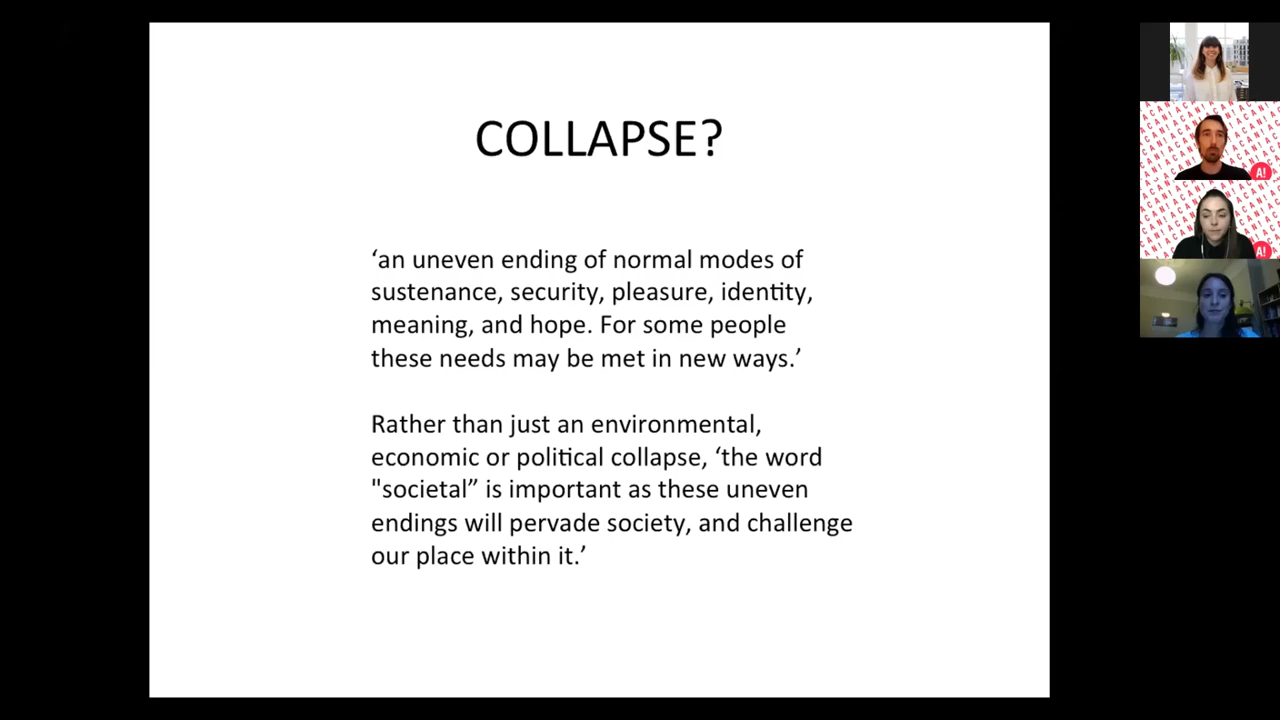 COLLAPSE?
‘an uneven ending of normal modes of
sustenance, security, pleasure, identity,
meaning, and hope. For some people
these needs may be met in new ways.’
Rather than just an environmental,
economic or political collapse, ‘the word
"societal” is important as these uneven
endings will pervade society, and challenge
our place within it.’
A!
A!